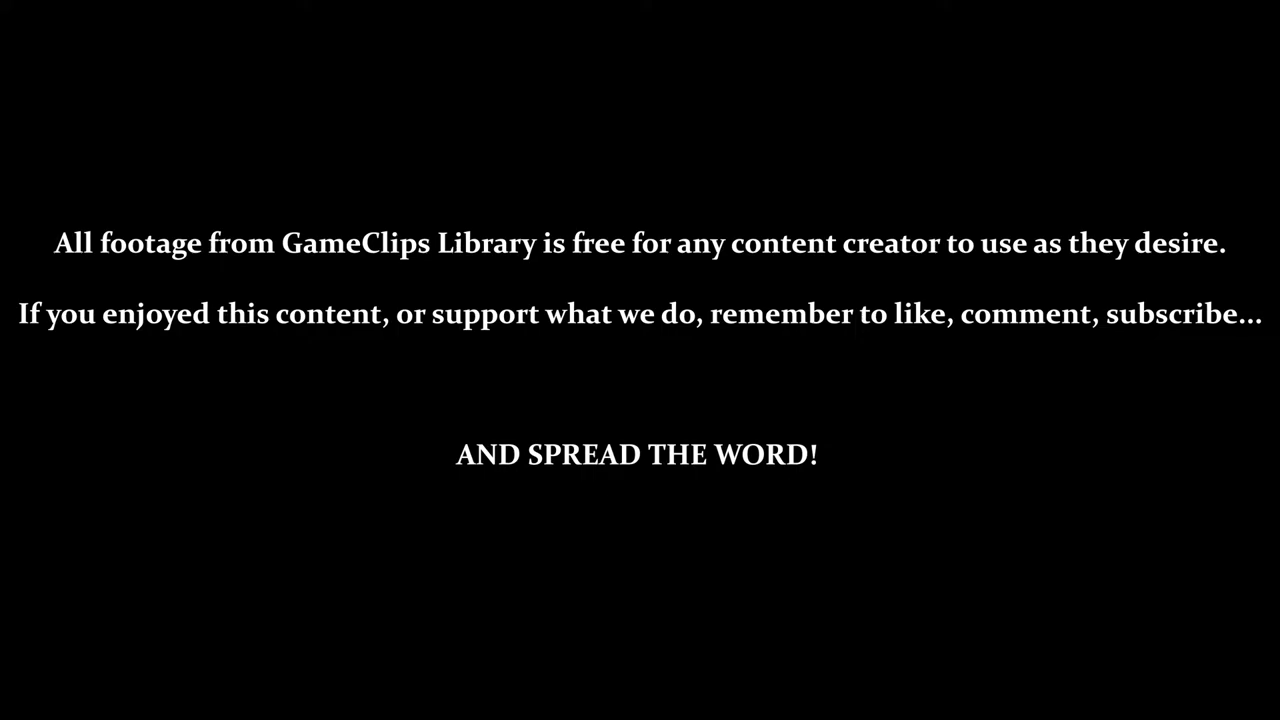 All footage from GameClips Library is free for any content creator to use as they desire.
If you enjoyed this content, or support what we do, remember to like, comment, subscribe...
AND SPREAD THE WORD!